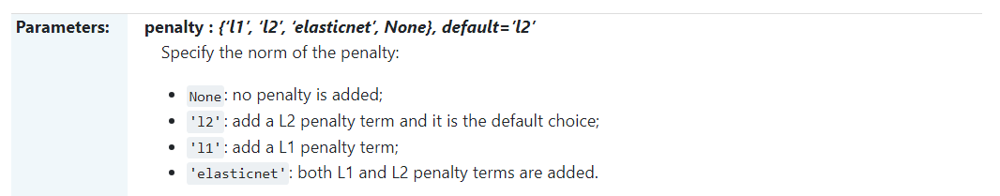 Parameters: penalty : {‘l1’, ‘l2’, ‘elasticnet’, None}, default=’l2’
Specify the norm of the penalty:
• None: no penalty is added;
• 'l2': add a L2 penalty term and it is the default choice;
• 'l1': add a L1 penalty term;
• 'elasticnet': both L1 and L2 penalty terms are added.